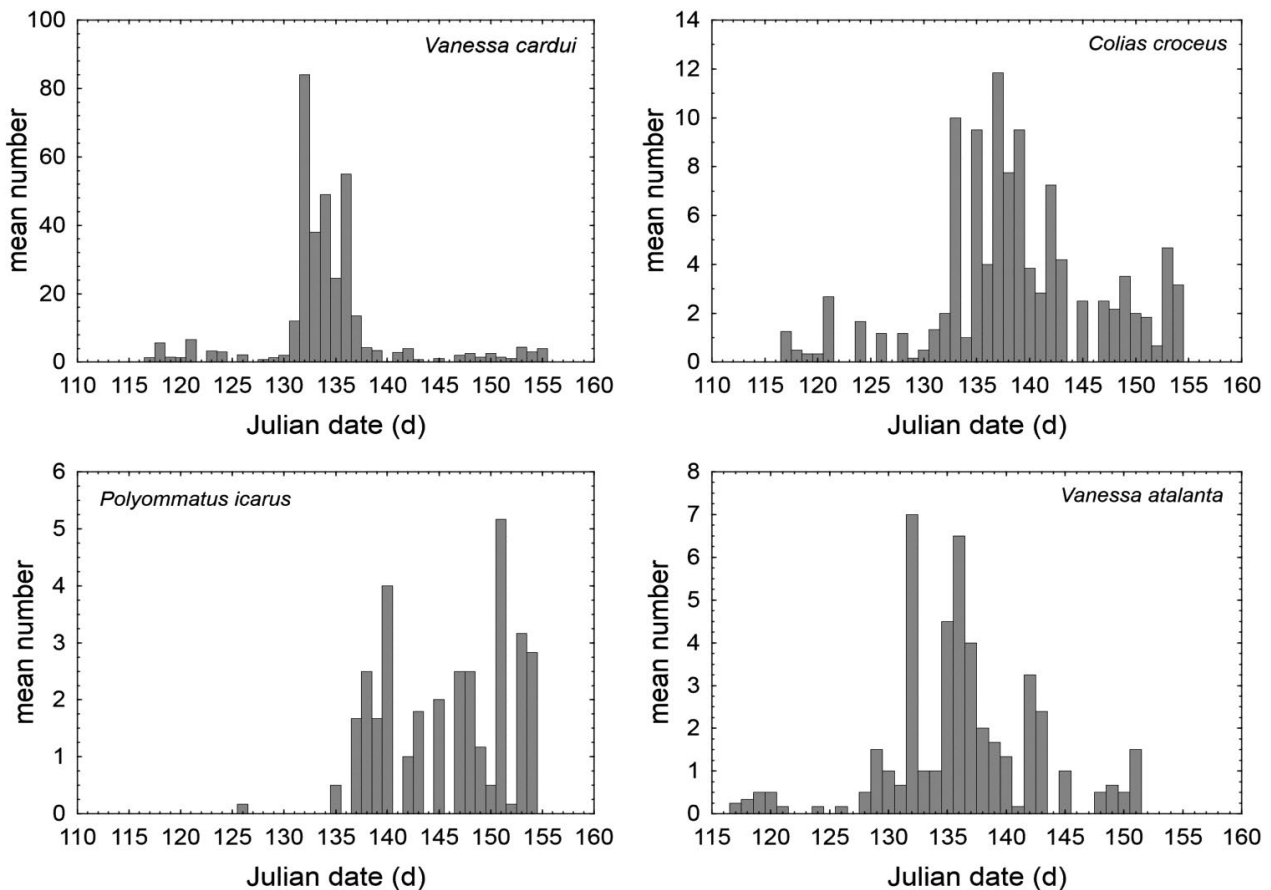 Vanessa cardui
mean number
100
80
60
40
20
0
110 115 120 125 130 135 140 145 150 155 160
Julian date (d)
Colias croceus
mean number
14
12
10
8
6
4
2
0
110 115 120 125 130 135 140 145 150 155 160
Julian date (d)
Polyommatus icarus
mean number
6
5
4
3
2
1
0
110 115 120 125 130 135 140 145 150 155 160
Julian date (d)
Vanessa atalanta
mean number
8
7
6
5
4
3
2
1
0
115 120 125 130 135 140 145 150 155 160
Julian date (d)